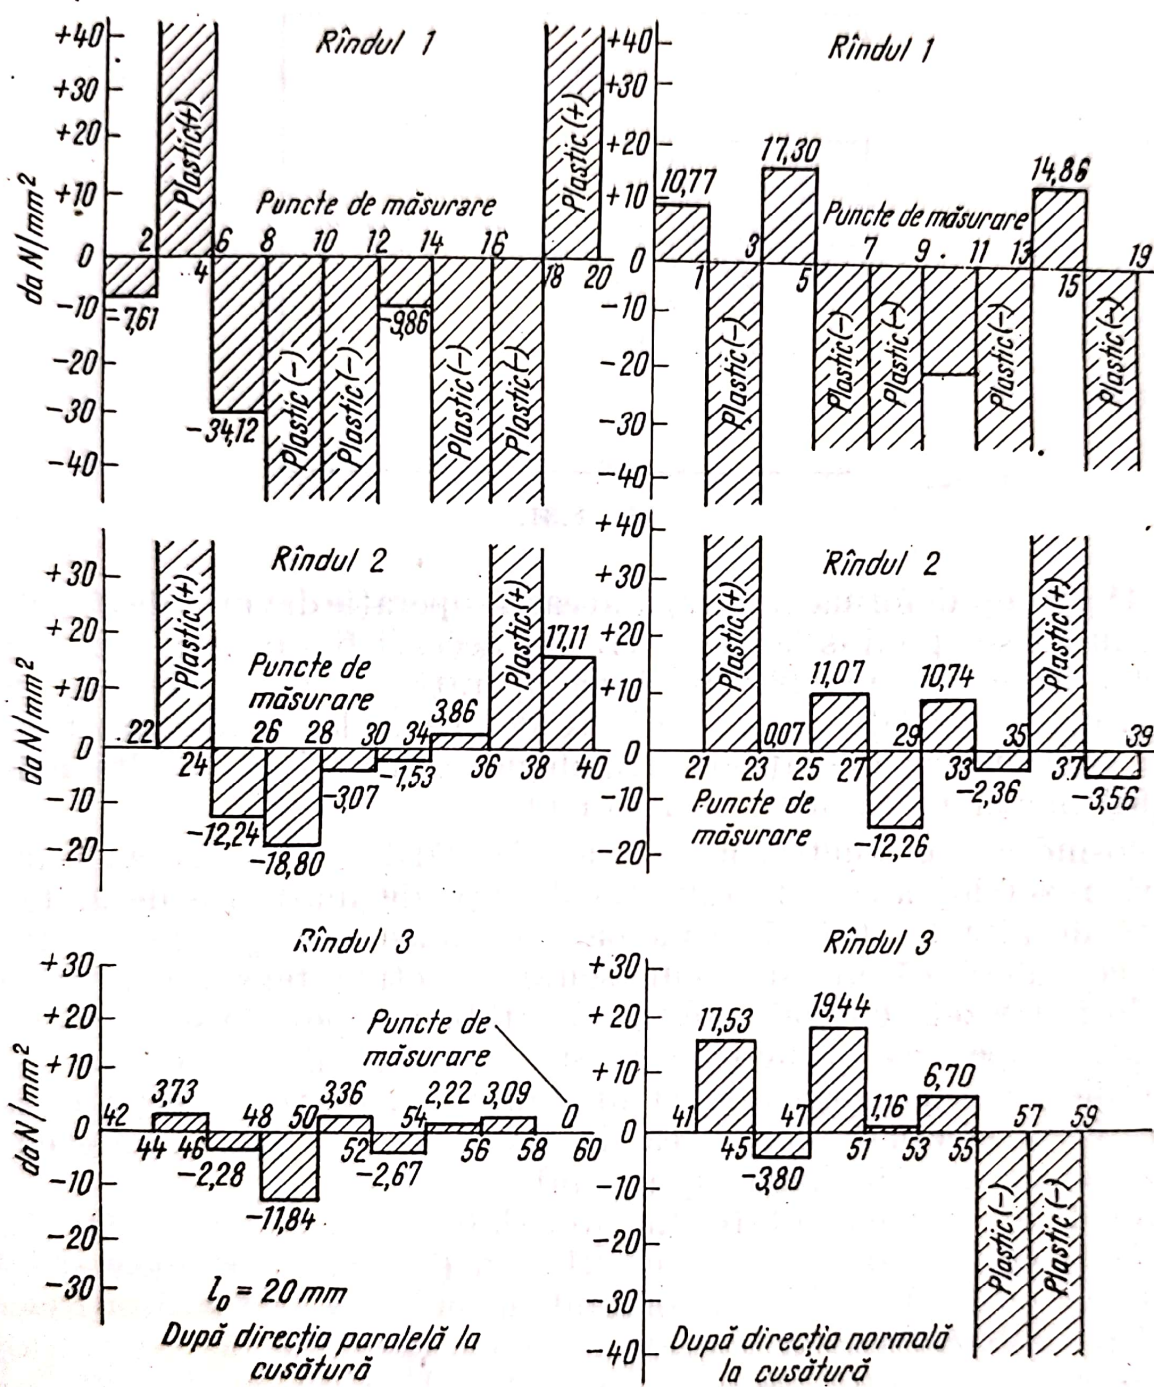 Rîndul 1
daN/mm²
+40
+30
+20
+10
0
-10
-20
-30
-40
Puncte de măsurare
2 4 6 8 10 12 14 16 18 20
-7,61
Plastic(+)
-34,12
Plastic(-)
Plastic(-)
-9,86
Plastic(-)
Plastic(-)
Plastic(+)
Rîndul 1
+40
+30
+20
+10
0
-10
-20
-30
-40
Puncte de măsurare
1 3 5 7 9 11 13 15 19
10,77
Plastic(-)
17,30
Plastic(-)
Plastic(-)
Plastic(-)
14,86
Plastic(-)
Rîndul 2
daN/mm²
+30
+20
+10
0
-10
-20
Puncte de
măsurare
22 24 26 28 30 34 36 38 40
Plastic(+)
-12,24
-18,80
-3,07
-1,53
3,86
Plastic(+)
17,11
Rîndul 2
+40
+30
+20
+10
0
-10
-20
Puncte de
măsurare
21 23 25 27 29 33 35 37 39
Plastic(+)
0,07
11,07
-12,26
10,74
-2,36
Plastic(+)
-3,56
Rîndul 3
daN/mm²
+30
+20
+10
0
-10
-20
-30
Puncte de
măsurare
42 44 46 48 50 52 54 56 58 60
3,73
-2,28
-11,84
3,36
-2,67
2,22
3,09
0
l₀ = 20 mm
După direcția paralelă la
cusătură
Rîndul 3
+30
+20
+10
0
-10
-20
-30
-40
41 45 47 51 53 55 57 59
17,53
-3,80
19,44
1,16
6,70
Plastic(-)
Plastic(-)
După direcția normală
la cusătură